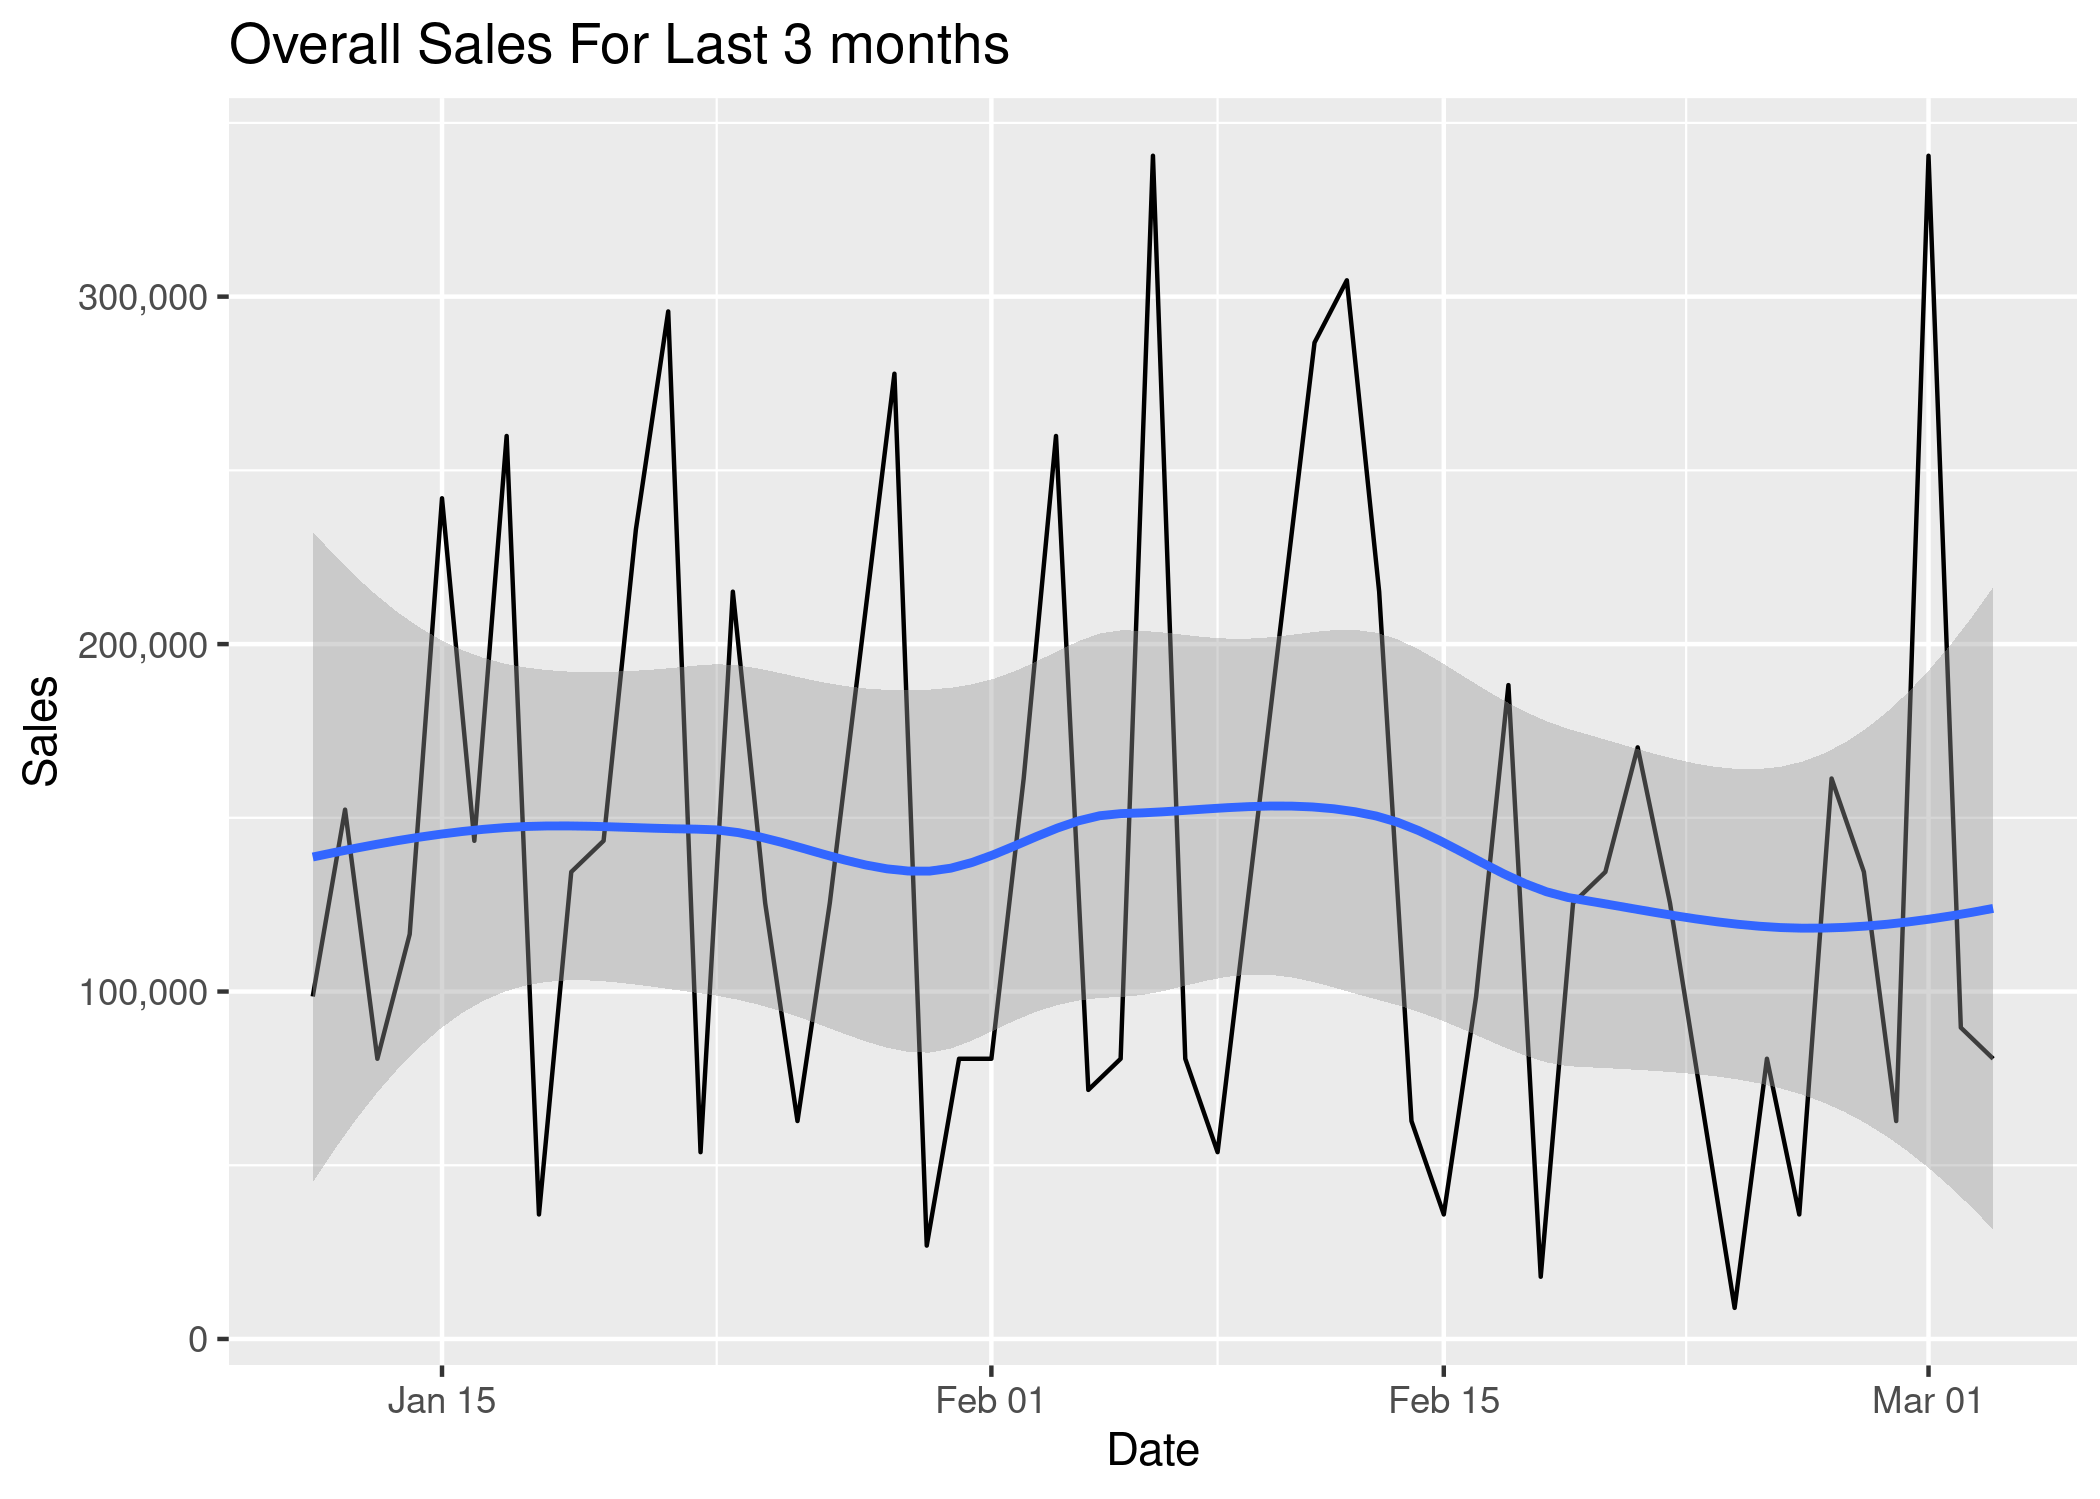 Overall Sales For Last 3 months
Sales
300,000
200,000
100,000
0
Jan 15 Feb 01 Feb 15 Mar 01
Date